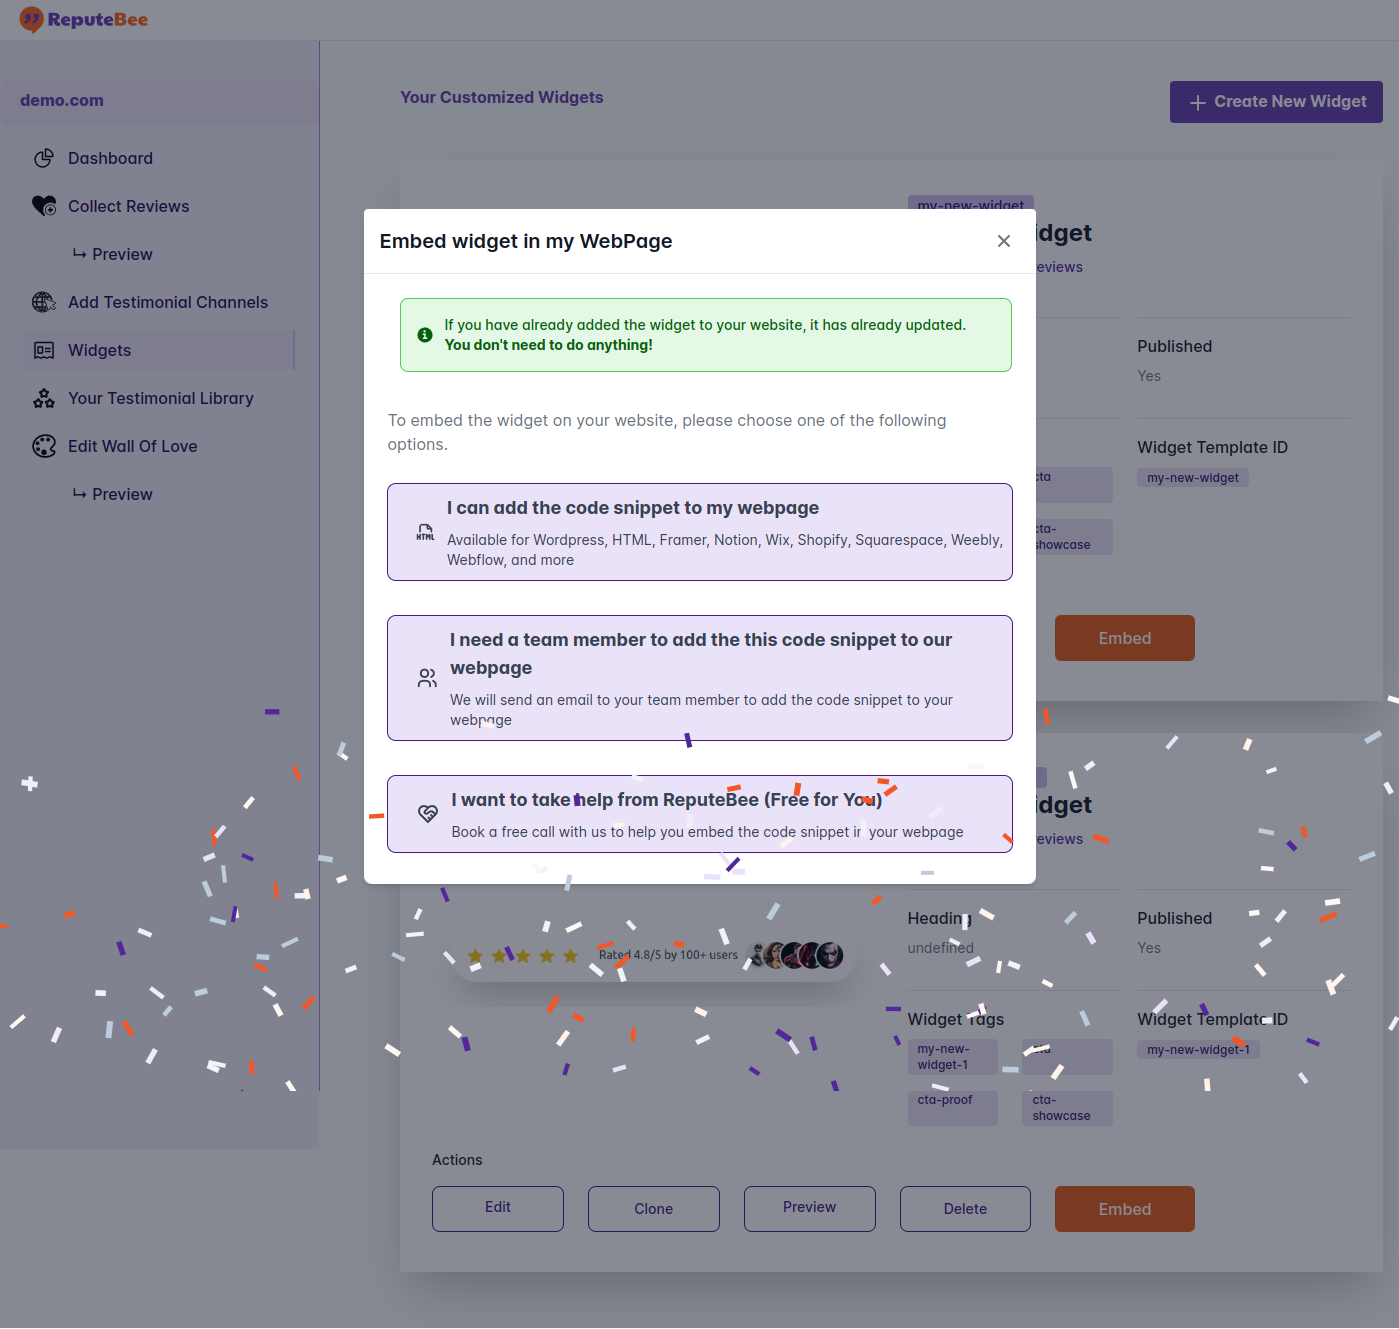 ReputeBee
demo.com
Dashboard
Collect Reviews
Preview
Add Testimonial Channels
Widgets
Your Testimonial Library
Edit Wall Of Love
Preview
Your Customized Widgets
Create New Widget
my-new-widget
Published
Yes
Widget Template ID
my-new-widget
cta-
showcase
Embed
Embed widget in my WebPage
If you have already added the widget to your website, it has already updated.
You don't need to do anything!
To embed the widget on your website, please choose one of the following
options.
I can add the code snippet to my webpage
HTML
Available for Wordpress, HTML, Framer, Notion, Wix, Shopify, Squarespace, Weebly,
Webflow, and more
I need a team member to add the this code snippet to our
webpage
We will send an email to your team member to add the code snippet to your
webpage
I want to take help from ReputeBee (Free for You)
Book a free call with us to help you embed the code snippet in your webpage
Rated 4.8/5 by 100+ users
Heading
undefined
Published
Yes
Widget Tags
my-new-
widget-1
cta
cta-proof
cta-
showcase
Widget Template ID
my-new-widget-1
Actions
Edit
Clone
Preview
Delete
Embed